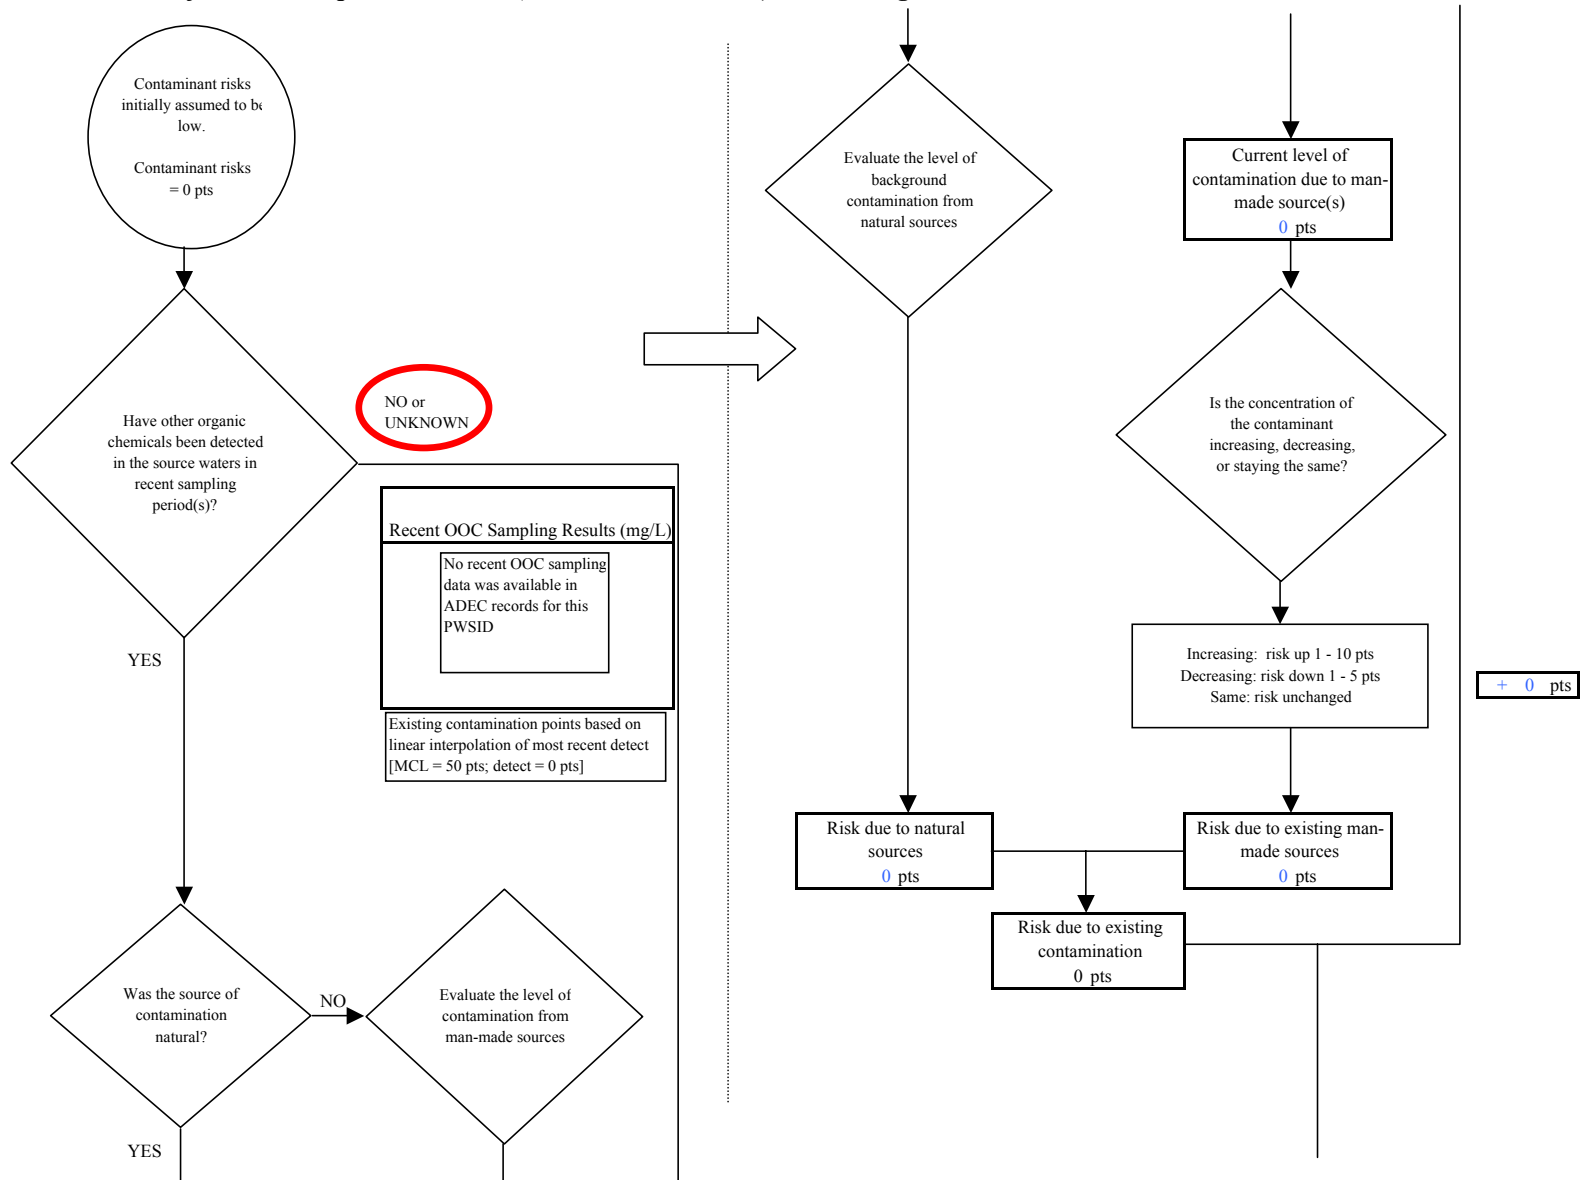 Contaminant risks
initially assumed to be
low.
Contaminant risks
= 0 pts
Have other organic
chemicals been detected
in the source waters in
recent sampling
period(s)?
NO or
UNKNOWN
Recent OOC Sampling Results (mg/L)
No recent OOC sampling
data was available in
ADEC records for this
PWSID
Existing contamination points based on
linear interpolation of most recent detect
[MCL = 50 pts; detect = 0 pts]
YES
Was the source of
contamination
natural?
NO
Evaluate the level of
contamination from
man-made sources
YES
Evaluate the level of
background
contamination from
natural sources
Current level of
contamination due to man-
made source(s)
0 pts
Is the concentration of
the contaminant
increasing, decreasing,
or staying the same?
Increasing: risk up 1 - 10 pts
Decreasing: risk down 1 - 5 pts
Same: risk unchanged
+ 0 pts
Risk due to natural
sources
0 pts
Risk due to existing man-
made sources
0 pts
Risk due to existing
contamination
0 pts